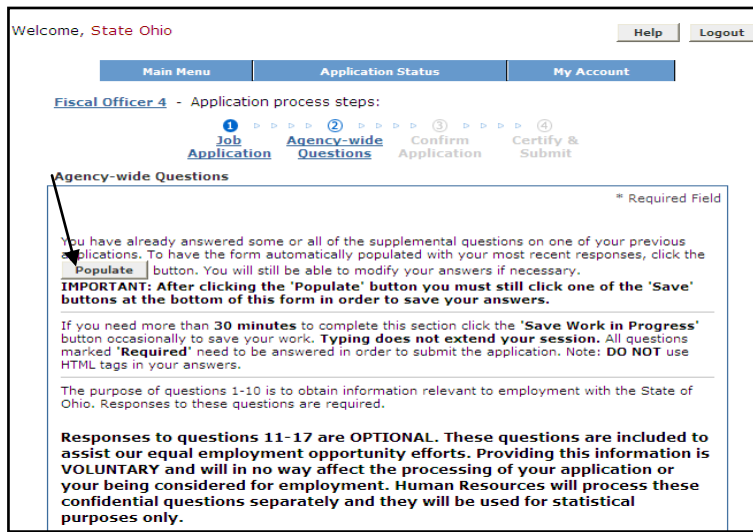 Welcome, State Ohio
Help Logout
Main Menu Application Status My Account
Fiscal Officer 4 - Application process steps:
1 2 3 4
Job Agency-wide Confirm Certify &
Application Questions Application Submit
Agency-wide Questions
* Required Field
You have already answered some or all of the supplemental questions on one of your previous
applications. To have the form automatically populated with your most recent responses, click the
Populate button. You will still be able to modify your answers if necessary.
IMPORTANT: After clicking the 'Populate' button you must still click one of the 'Save'
buttons at the bottom of this form in order to save your answers.
If you need more than 30 minutes to complete this section click the 'Save Work in Progress'
button occasionally to save your work. Typing does not extend your session. All questions
marked 'Required' need to be answered in order to submit the application. Note: DO NOT use
HTML tags in your answers.
The purpose of questions 1-10 is to obtain information relevant to employment with the State of
Ohio. Responses to these questions are required.
Responses to questions 11-17 are OPTIONAL. These questions are included to
assist our equal employment opportunity efforts. Providing this information is
VOLUNTARY and will in no way affect the processing of your application or
your being considered for employment. Human Resources will process these
confidential questions separately and they will be used for statistical
purposes only.